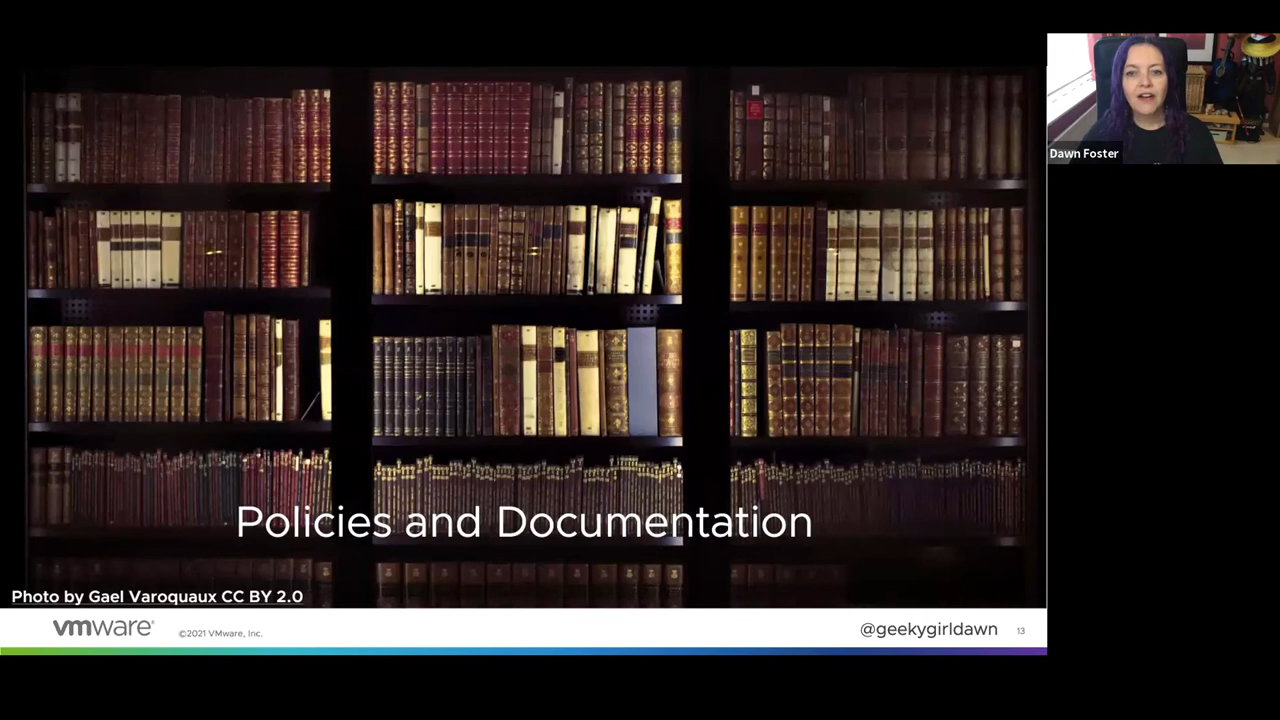 Dawn Foster
Policies and Documentation
Photo by Gael Varoquaux CC BY 2.0
vmware®
©2021 VMware, Inc.
@geekygirldawn
13